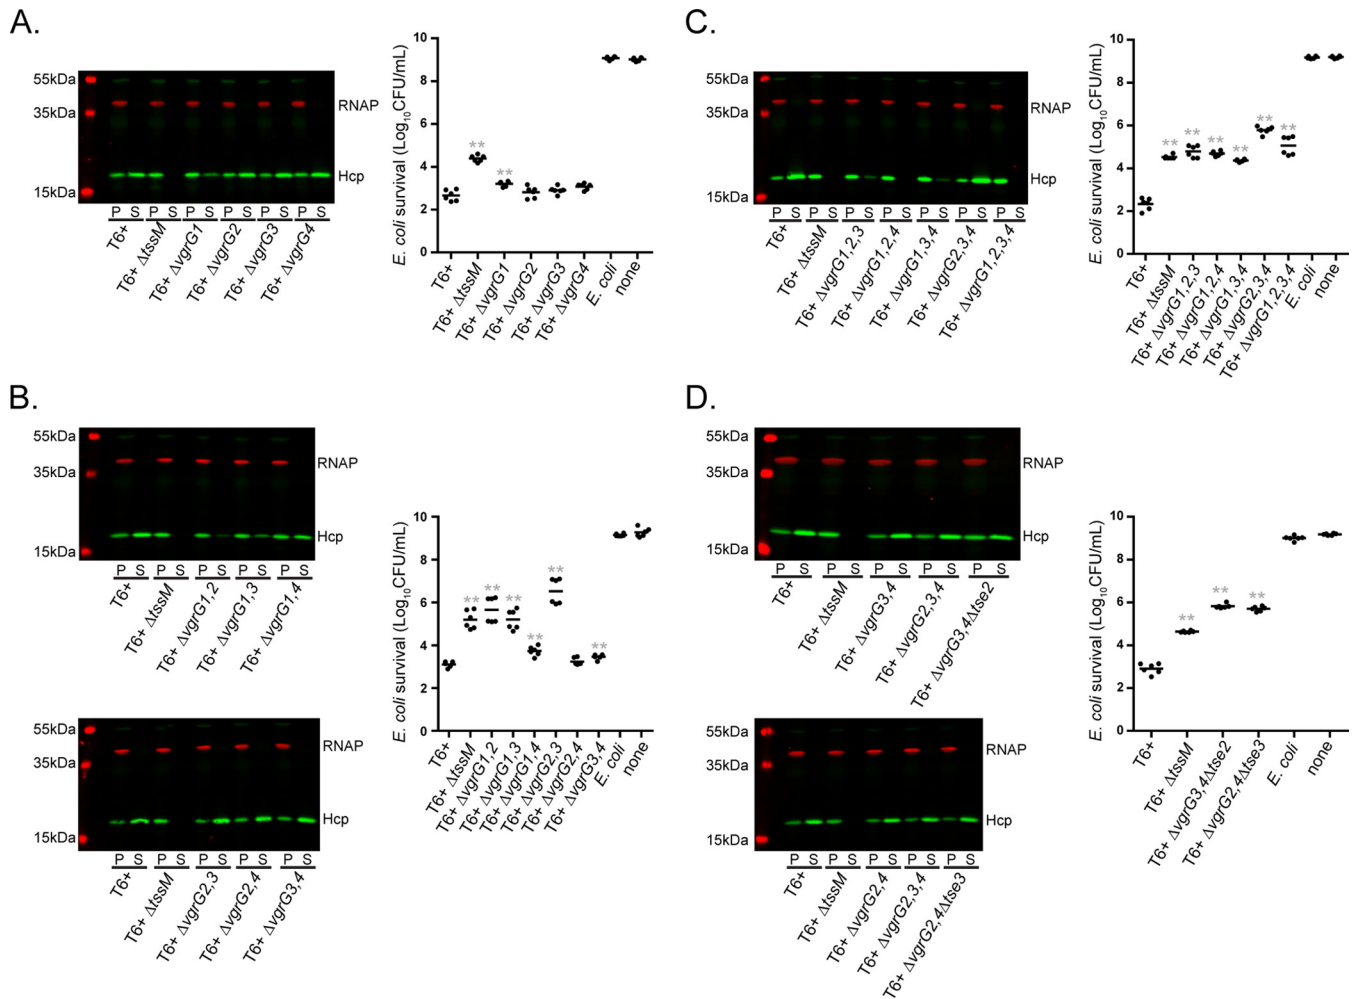 A.
55kDa
35kDa
15kDa
RNAP
Hcp
P S P S P S P S P S P S
T6+
T6+ ΔtssM
T6+ ΔvgrG1
T6+ ΔvgrG2
T6+ ΔvgrG3
T6+ ΔvgrG4
E. coli survival (Log10CFU/mL)
10
8
6
4
2
0
**
**
T6+
T6+ ΔtssM
T6+ ΔvgrG1
T6+ ΔvgrG2
T6+ ΔvgrG3
T6+ ΔvgrG4
E. coli
none
C.
55kDa
35kDa
15kDa
RNAP
Hcp
P S P S P S P S P S P S P S
T6+
T6+ ΔtssM
T6+ ΔvgrG1,2,3
T6+ ΔvgrG1,2,4
T6+ ΔvgrG1,3,4
T6+ ΔvgrG2,3,4
T6+ ΔvgrG1,2,3,4
E. coli survival (Log10CFU/mL)
10
8
6
4
2
0
** ** ** ** ** **
T6+
T6+ ΔtssM
T6+ ΔvgrG1,2,3
T6+ ΔvgrG1,2,4
T6+ ΔvgrG1,3,4
T6+ ΔvgrG2,3,4
T6+ ΔvgrG1,2,3,4
E. coli
none
B.
55kDa
35kDa
15kDa
RNAP
Hcp
P S P S P S P S P S
T6+
T6+ ΔtssM
T6+ ΔvgrG1,2
T6+ ΔvgrG1,3
T6+ ΔvgrG1,4
55kDa
35kDa
15kDa
RNAP
Hcp
P S P S P S P S P S
T6+
T6+ ΔtssM
T6+ ΔvgrG2,3
T6+ ΔvgrG2,4
T6+ ΔvgrG3,4
E. coli survival (Log10CFU/mL)
10
8
6
4
2
0
** ** ** ** ** **
T6+
T6+ ΔtssM
T6+ ΔvgrG1,2
T6+ ΔvgrG1,3
T6+ ΔvgrG1,4
T6+ ΔvgrG2,3
T6+ ΔvgrG2,4
T6+ ΔvgrG3,4
E. coli
none
D.
55kDa
35kDa
15kDa
RNAP
Hcp
P S P S P S P S P S
T6+
T6+ ΔtssM
T6+ ΔvgrG3,4
T6+ ΔvgrG2,3,4
T6+ ΔvgrG3,4Δtse2
55kDa
35kDa
15kDa
RNAP
Hcp
P S P S P S P S P S
T6+
T6+ ΔtssM
T6+ ΔvgrG2,4
T6+ ΔvgrG2,3,4
T6+ ΔvgrG2,4Δtse3
E. coli survival (Log10CFU/mL)
10
8
6
4
2
0
** ** **
T6+
T6+ ΔtssM
T6+ ΔvgrG3,4Δtse2
T6+ ΔvgrG2,4Δtse3
E. coli
none